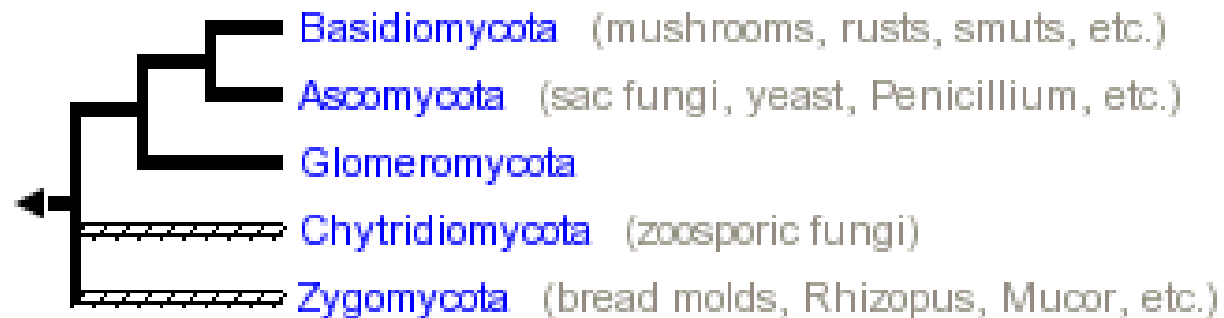 Basidiomycota (mushrooms, rusts, smuts, etc.)
Ascomycota (sac fungi, yeast, Penicillium, etc.)
Glomeromycota
Chytridiomycota (zoosporic fungi)
Zygomycota (bread molds, Rhizopus, Mucor, etc.)